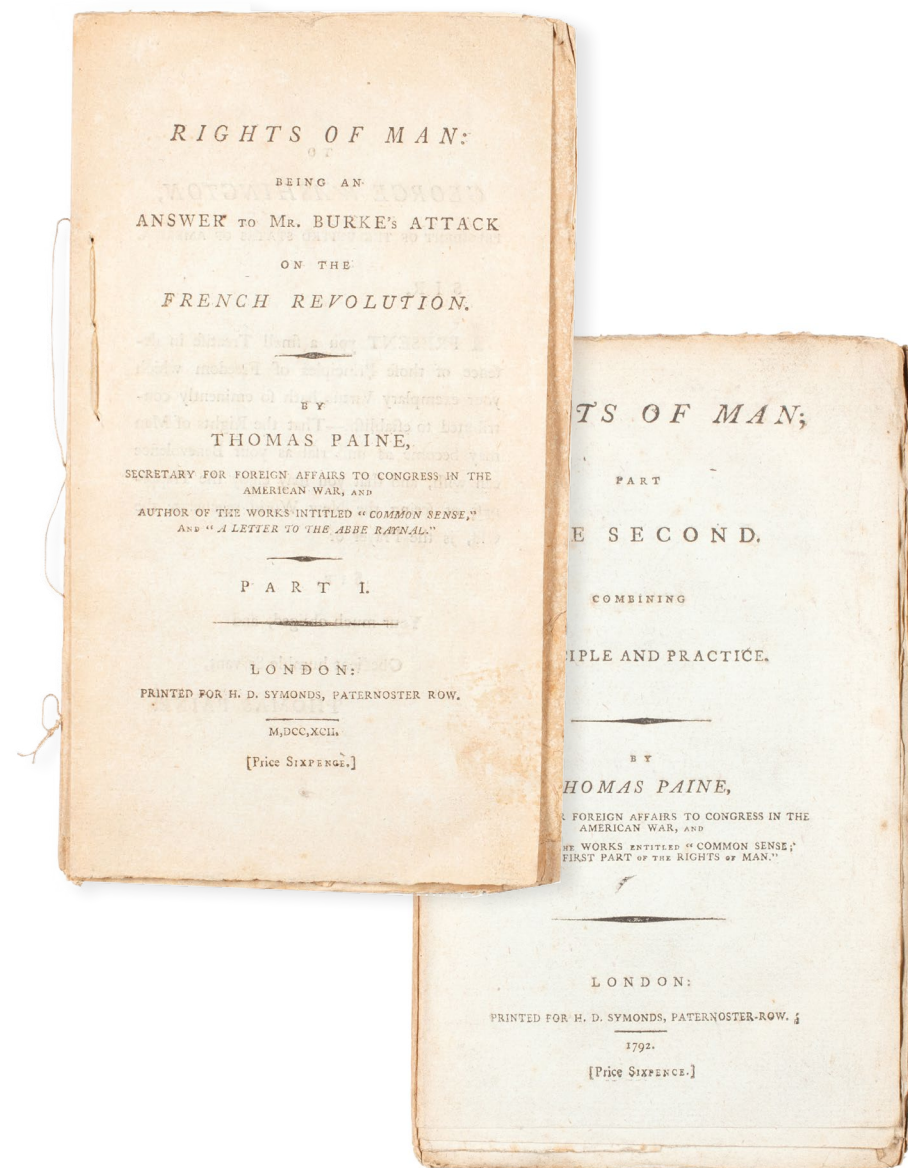 RIGHTS OF MAN:
BEING AN
ANSWER TO MR. BURKE's ATTACK
ON THE
FRENCH REVOLUTION.
BY
THOMAS PAINE,
SECRETARY FOR FOREIGN AFFAIRS TO CONGRESS IN THE
AMERICAN WAR, AND
AUTHOR OF THE WORKS INTITLED "COMMON SENSE,"
AND "A LETTER TO THE ABBE RAYNAL."
PART I.
LONDON:
PRINTED FOR H. D. SYMONDS, PATERNOSTER ROW.
M,DCC,XCII.
[Price SIXPENCE.]
TS OF MAN;
PART
E SECOND.
COMBINING
IPLE AND PRACTICE.
BY
HOMAS PAINE,
FOREIGN AFFAIRS TO CONGRESS IN THE
AMERICAN WAR, AND
HE WORKS ENTITLED "COMMON SENSE;"
FIRST PART OF THE RIGHTS OF MAN."
LONDON:
PRINTED FOR H. D. SYMONDS, PATERNOSTER-ROW.
1792.
[Price SIXPENCE.]